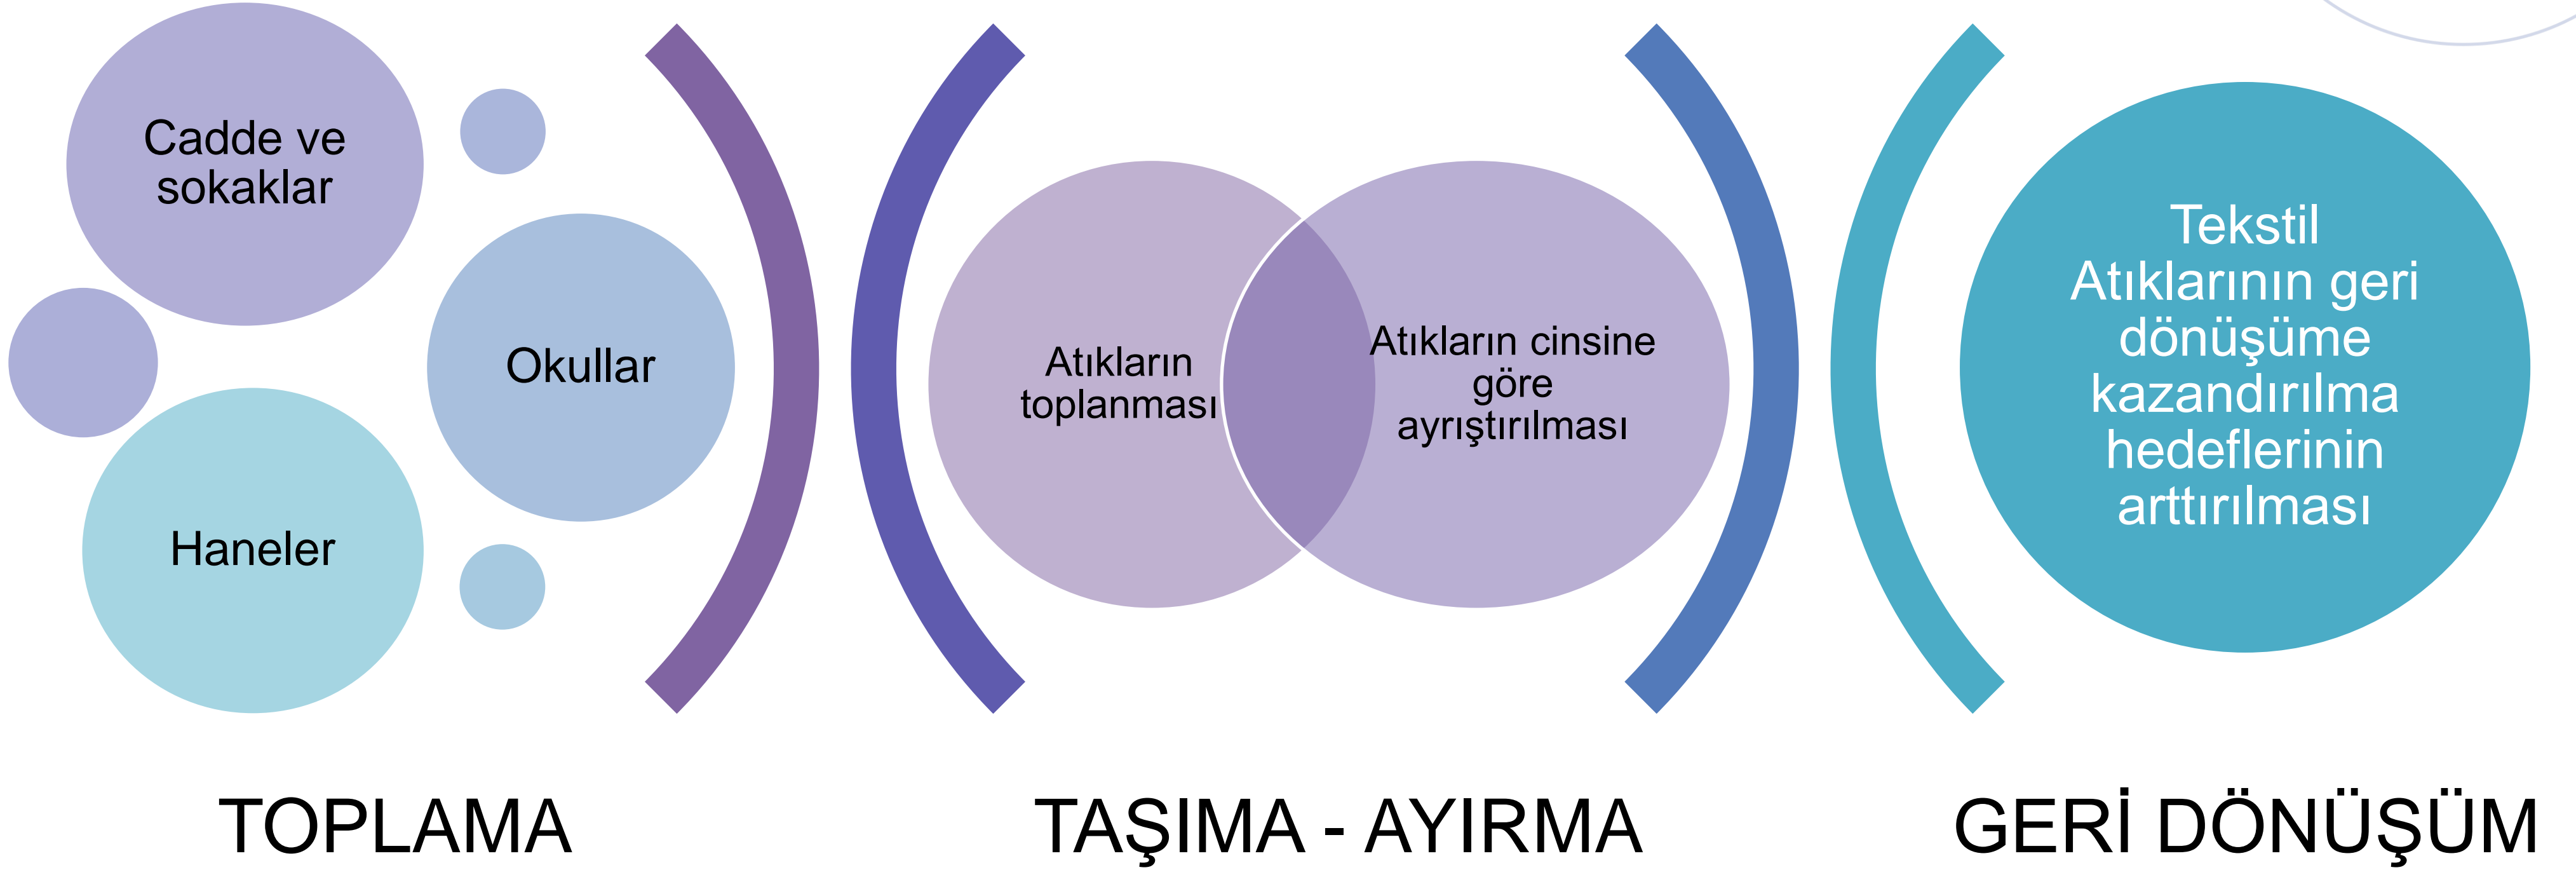 Cadde ve
sokaklar
Okullar
Haneler
TOPLAMA
Atıkların
toplanması
Atıkların cinsine
göre
ayrıştırılması
TAŞIMA - AYIRMA
Tekstil
Atıklarının geri
dönüşüme
kazandırılma
hedeflerinin
arttırılması
GERİ DÖNÜŞÜM